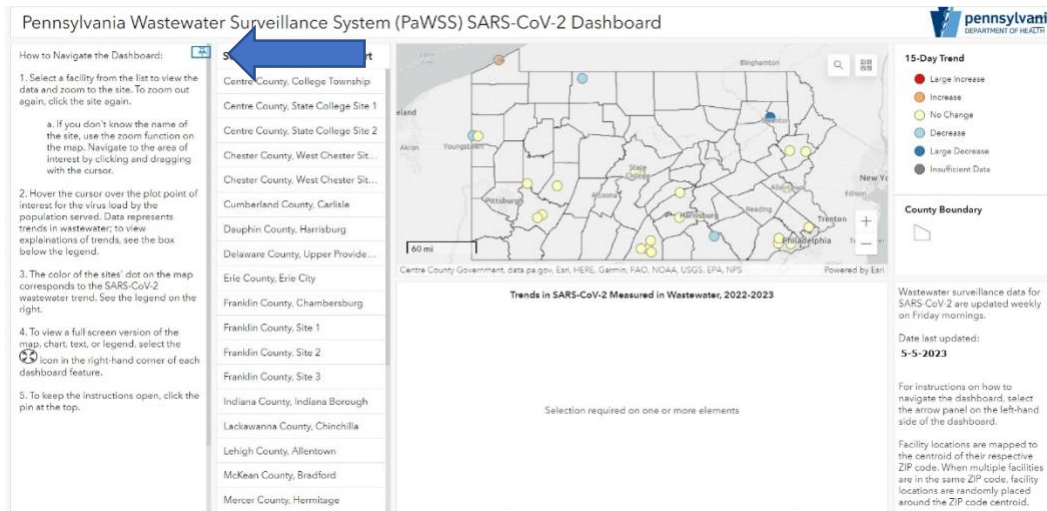 Pennsylvania Wastewater Surveillance System (PaWSS) SARS-CoV-2 Dashboard
pennsylvani
DEPARTMENT OF HEALTH
How to Navigate the Dashboard:
1. Select a facility from the list to view the
data and zoom to the site. To zoom out
again, click the site again.
a. If you don't know the name of
the site, use the zoom function on
the map. Navigate to the area of
interest by clicking and dragging
with the cursor.
2. Hover the cursor over the plot point of
interest for the virus load by the
population served. Data represents
trends in wastewater; to view
explainations of trends, see the box
below the legend.
3. The color of the sites' dot on the map
corresponds to the SARS-CoV-2
wastewater trend. See the legend on the
right.
4. To view a full screen version of the
map, chart, text, or legend, select the
icon in the right-hand corner of each
dashboard feature.
5. To keep the instructions open, click the
pin at the top.
Centre County, College Township
Centre County, State College Site 1
Centre County, State College Site 2
Chester County, West Chester Sit...
Chester County, West Chester Sit...
Cumberland County, Carlisle
Dauphin County, Harrisburg
Delaware County, Upper Provide...
Erie County, Erie City
Franklin County, Chambersburg
Franklin County, Site 1
Franklin County, Site 2
Franklin County, Site 3
Indiana County, Indiana Borough
Lackawanna County, Chinchilla
Lehigh County, Allentown
McKean County, Bradford
Mercer County, Hermitage
Binghamton
eland
Akron
Youngstown
State
College
New Yo
Allentown
Edison
Altoona
Pittsburgh
Reading
Harrisburg
Trenton
Philadelphia
60 mi
+
−
Centre County Government, data.pa.gov, Esri, HERE, Garmin, FAO, NOAA, USGS, EPA, NPS
Powered by Esri
Trends in SARS-CoV-2 Measured in Wastewater, 2022-2023
Selection required on one or more elements
15-Day Trend
Large Increase
Increase
No Change
Decrease
Large Decrease
Insufficient Data
County Boundary
Wastewater surveillance data for
SARS-CoV-2 are updated weekly
on Friday mornings.
Date last updated:
5-5-2023
For instructions on how to
navigate the dashboard, select
the arrow panel on the left-hand
side of the dashboard.
Facility locations are mapped to
the centroid of their respective
ZIP code. When multiple facilities
are in the same ZIP code, facility
locations are randomly placed
around the ZIP code centroid.